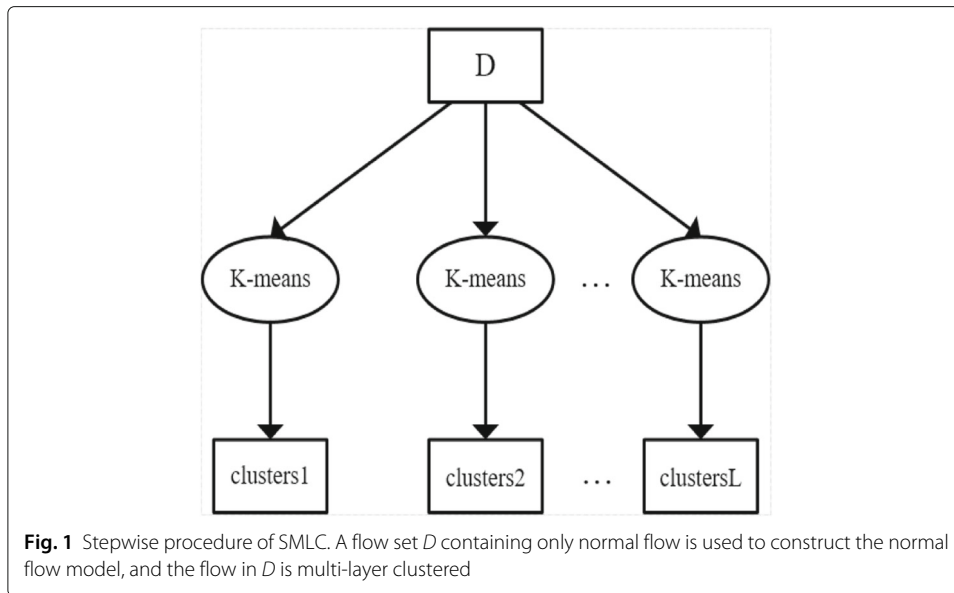 D
K-means
K-means
...
K-means
clusters1
clusters2
...
clustersL
Fig. 1 Stepwise procedure of SMLC. A flow set D containing only normal flow is used to construct the normal
flow model, and the flow in D is multi-layer clustered